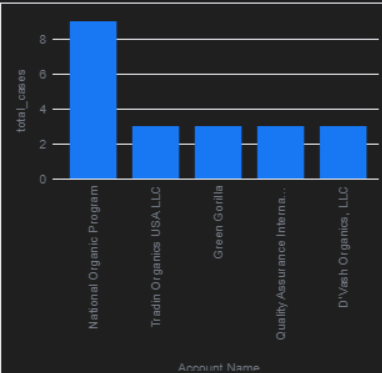 total_cases
8
6
4
2
0
National Organic Program
Tradin Organics USA LLC
Green Gorilla
Quality Assurance Interna...
D'Vash Organics, LLC
Account Name